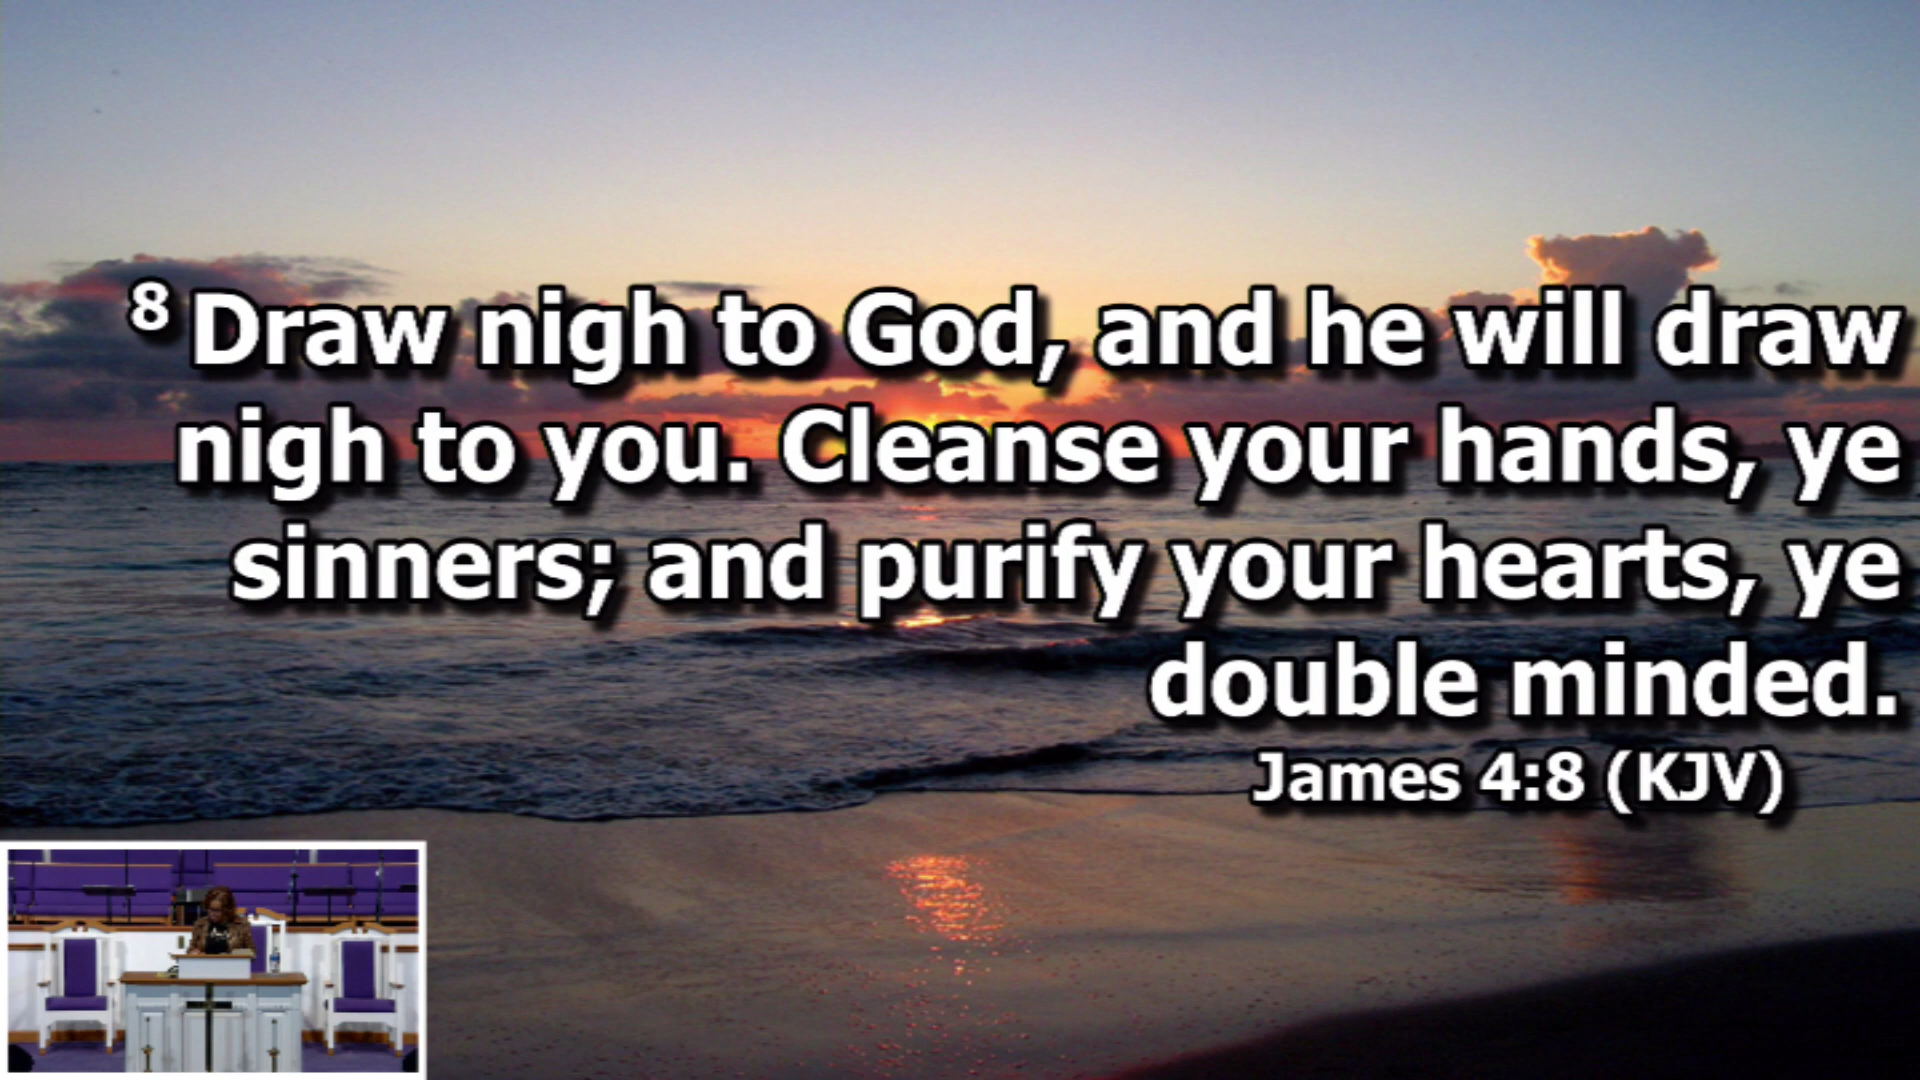 8 Draw nigh to God, and he will draw
nigh to you. Cleanse your hands, ye
sinners; and purify your hearts, ye
double minded.
James 4:8 (KJV)